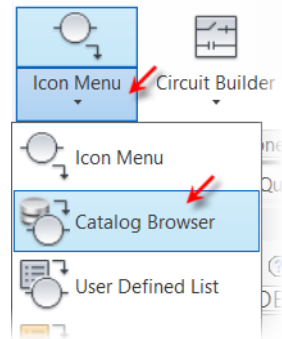 Icon Menu
Circuit Builder
Icon Menu
Catalog Browser
User Defined List